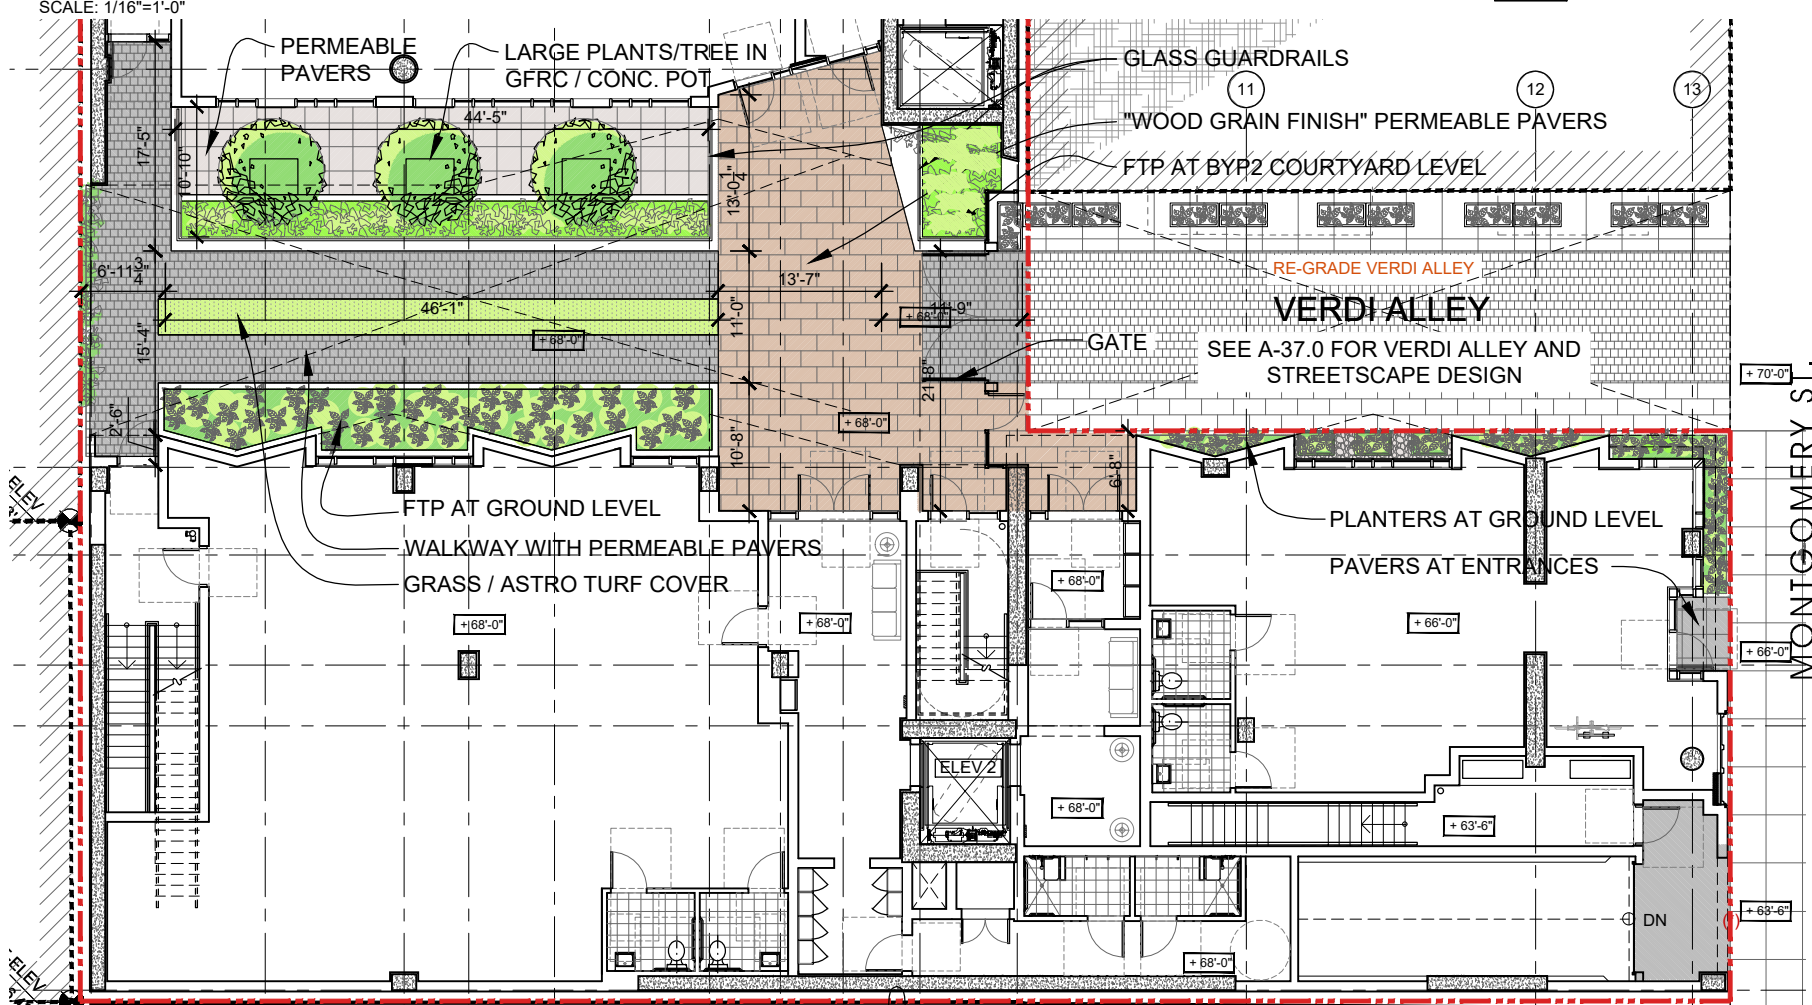 SCALE: 1/16"=1'-0"
PERMEABLE
PAVERS
LARGE PLANTS/TREE IN
GFRC / CONC. POT
GLASS GUARDRAILS
11
12
13
"WOOD GRAIN FINISH" PERMEABLE PAVERS
FTP AT BYP2 COURTYARD LEVEL
44'-5"
17'-5"
10'-10"
13'-0 1/4"
6'-11 3/4"
46'-1"
13'-7"
11'-9"
+ 68'-0"
11'-0"
15'-4"
+ 68'-0"
RE-GRADE VERDI ALLEY
VERDI ALLEY
SEE A-37.0 FOR VERDI ALLEY AND
STREETSCAPE DESIGN
GATE
21'-8"
+ 70'-0"
2'-6"
+ 68'-0"
10'-8"
6'-8"
MONTGOMERY
ELEV
FTP AT GROUND LEVEL
WALKWAY WITH PERMEABLE PAVERS
GRASS / ASTRO TURF COVER
PLANTERS AT GROUND LEVEL
PAVERS AT ENTRANCES
+ 68'-0"
+ 68'-0"
+ 68'-0"
+ 66'-0"
+ 66'-0"
ELEV 2
+ 68'-0"
+ 63'-6"
DN
+ 63'-6"
+ 68'-0"
ELEV